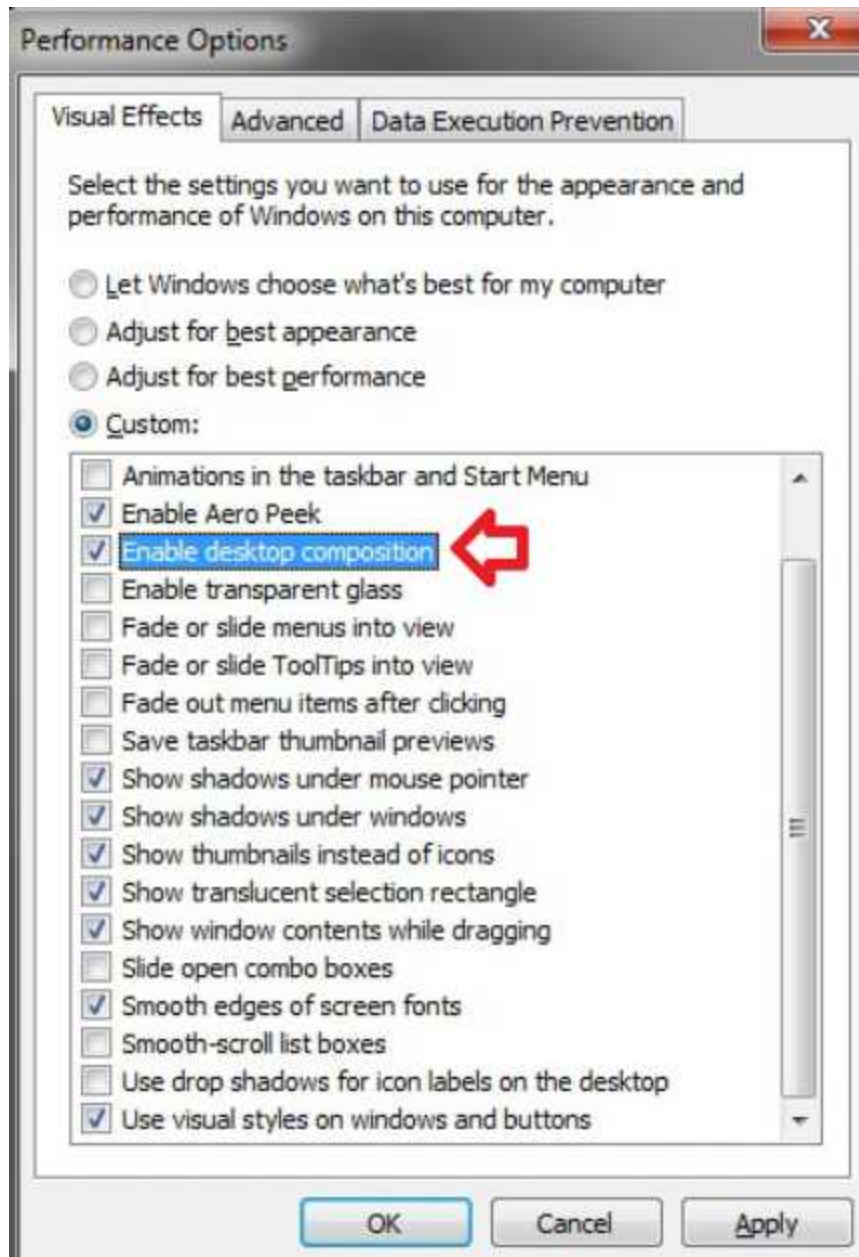 Performance Options
Visual Effects
Advanced
Data Execution Prevention
Select the settings you want to use for the appearance and
performance of Windows on this computer.
Let Windows choose what's best for my computer
Adjust for best appearance
Adjust for best performance
Custom:
Animations in the taskbar and Start Menu
Enable Aero Peek
Enable desktop composition
Enable transparent glass
Fade or slide menus into view
Fade or slide ToolTips into view
Fade out menu items after clicking
Save taskbar thumbnail previews
Show shadows under mouse pointer
Show shadows under windows
Show thumbnails instead of icons
Show translucent selection rectangle
Show window contents while dragging
Slide open combo boxes
Smooth edges of screen fonts
Smooth-scroll list boxes
Use drop shadows for icon labels on the desktop
Use visual styles on windows and buttons
OK
Cancel
Apply